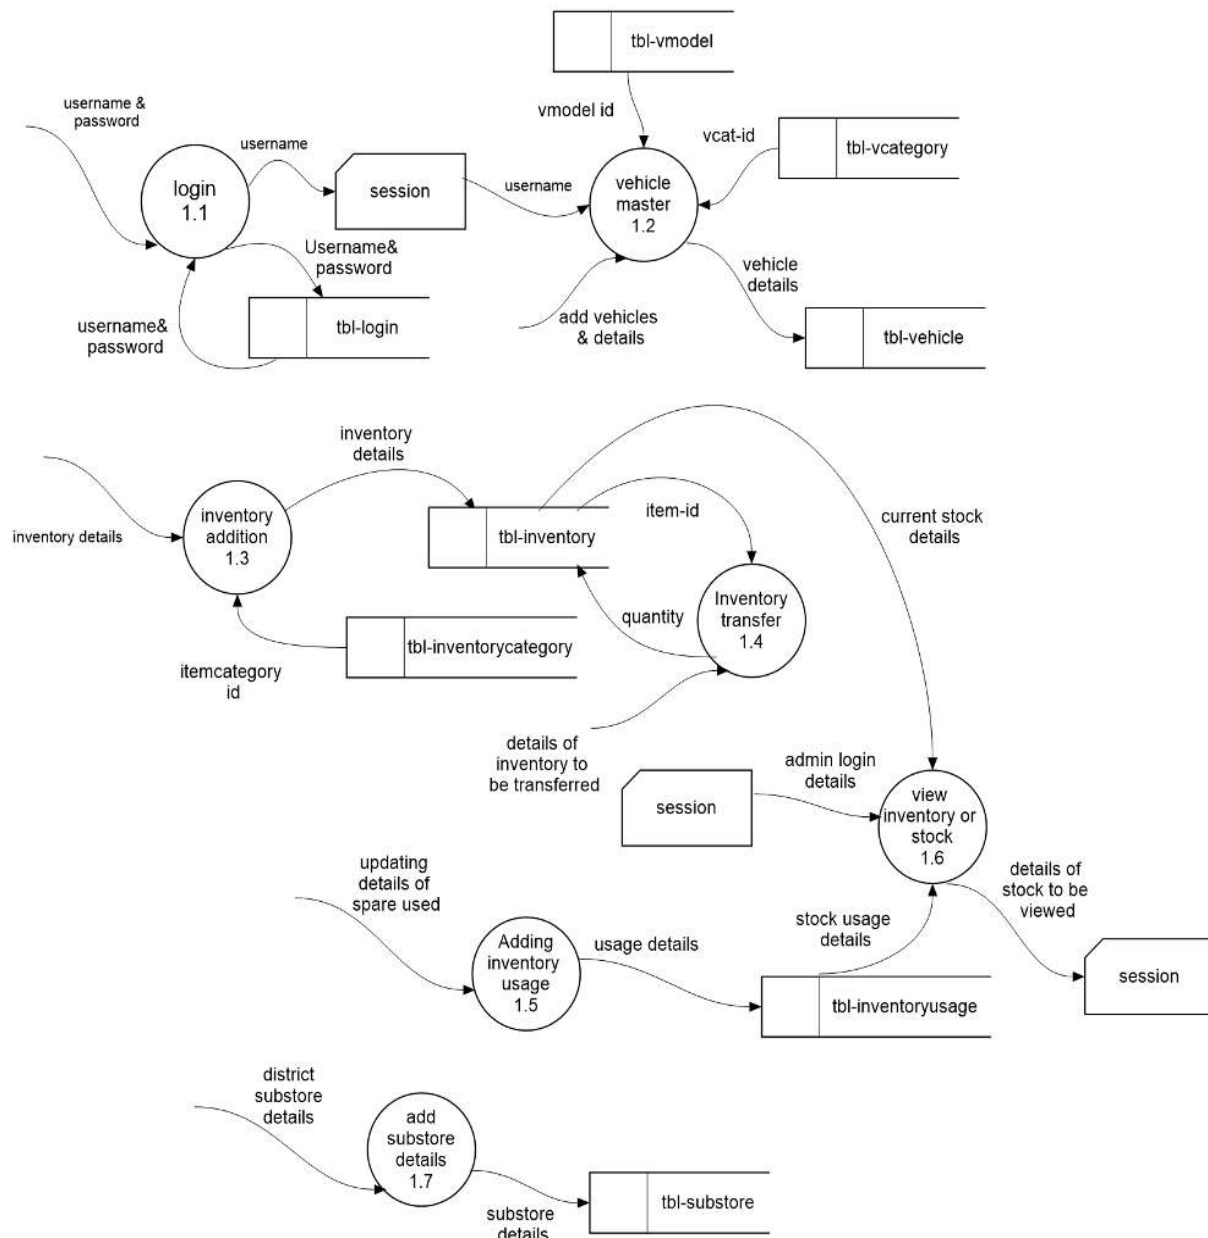 tbl-vmodel
username &
password
vmodel id
vcat-id
tbl-vcategory
username
login
1.1
session
username
vehicle
master
1.2
Username&
password
vehicle
details
username&
password
tbl-login
add vehicles
& details
tbl-vehicle
inventory
details
inventory details
inventory
addition
1.3
tbl-inventory
item-id
current stock
details
quantity
Inventory
transfer
1.4
tbl-inventorycategory
itemcategory
id
details of
inventory to
be transferred
admin login
details
session
view
inventory or
stock
1.6
updating
details of
spare used
details of
stock to be
viewed
stock usage
details
Adding
inventory
usage
1.5
usage details
tbl-inventoryusage
session
district
substore
details
add
substore
details
1.7
tbl-substore
substore
details